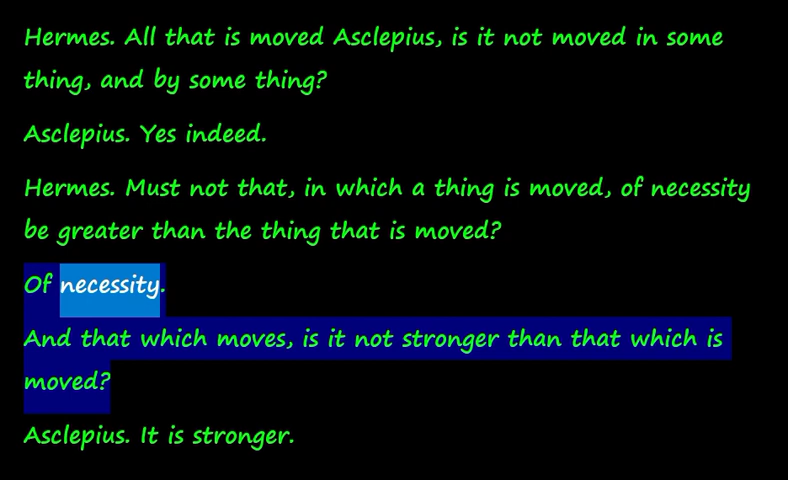 Hermes. All that is moved Asclepius, is it not moved in some
thing, and by some thing?
Asclepius. Yes indeed.
Hermes. Must not that, in which a thing is moved, of necessity
be greater than the thing that is moved?
Of necessity.
And that which moves, is it not stronger than that which is
moved?
Asclepius. It is stronger.